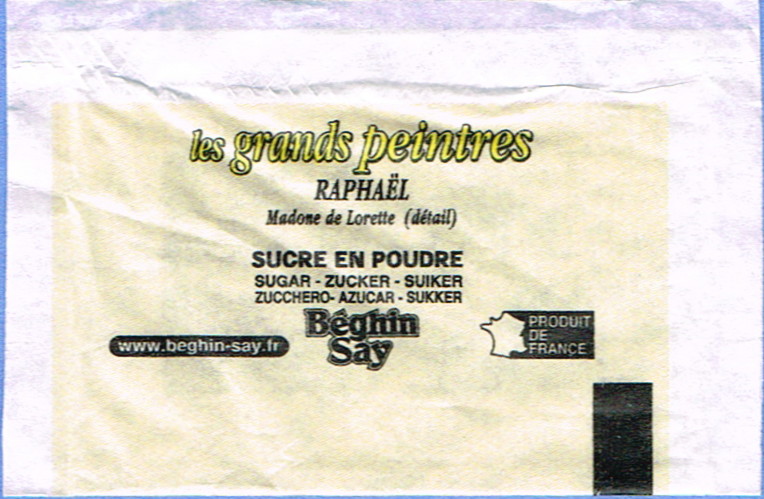 les grands peintres
RAPHAËL
Madone de Lorette (détail)
SUCRE EN POUDRE
SUGAR - ZUCKER - SUIKER
ZUCCHERO- AZUCAR - SUKKER
Béghin
Say
www.beghin-say.fr
PRODUIT
DE
FRANCE